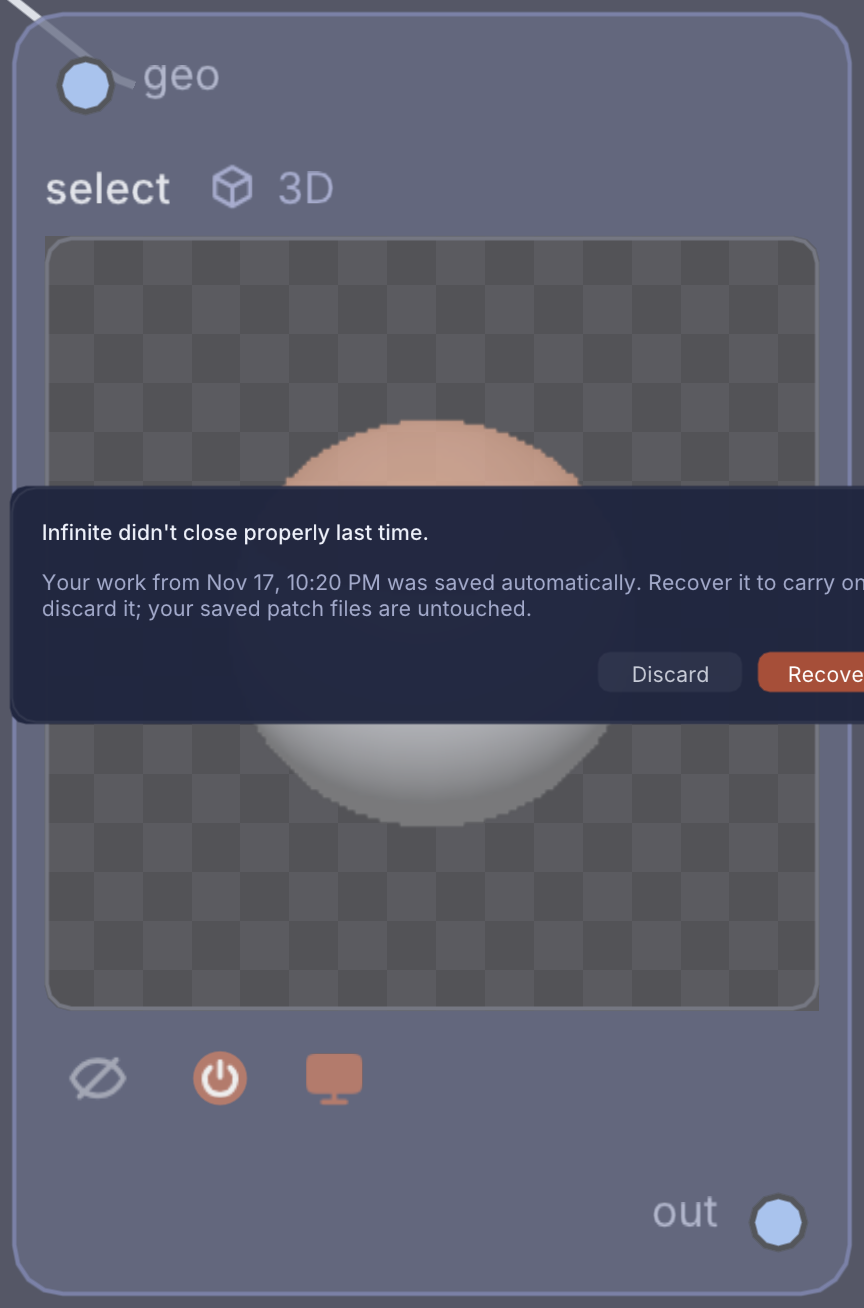 geo
select 3D
Infinite didn't close properly last time.
Your work from Nov 17, 10:20 PM was saved automatically. Recover it to carry on
discard it; your saved patch files are untouched.
Discard Recove
out